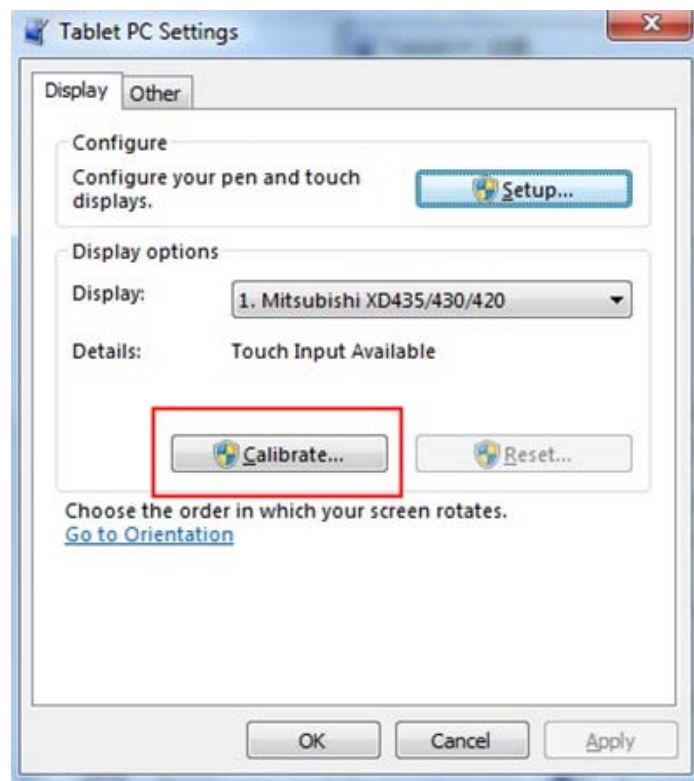 Tablet PC Settings
Display
Other
Configure
Configure your pen and touch
displays.
Setup...
Display options
Display:
1. Mitsubishi XD435/430/420
Details:
Touch Input Available
Calibrate...
Reset...
Choose the order in which your screen rotates.
Go to Orientation
OK
Cancel
Apply